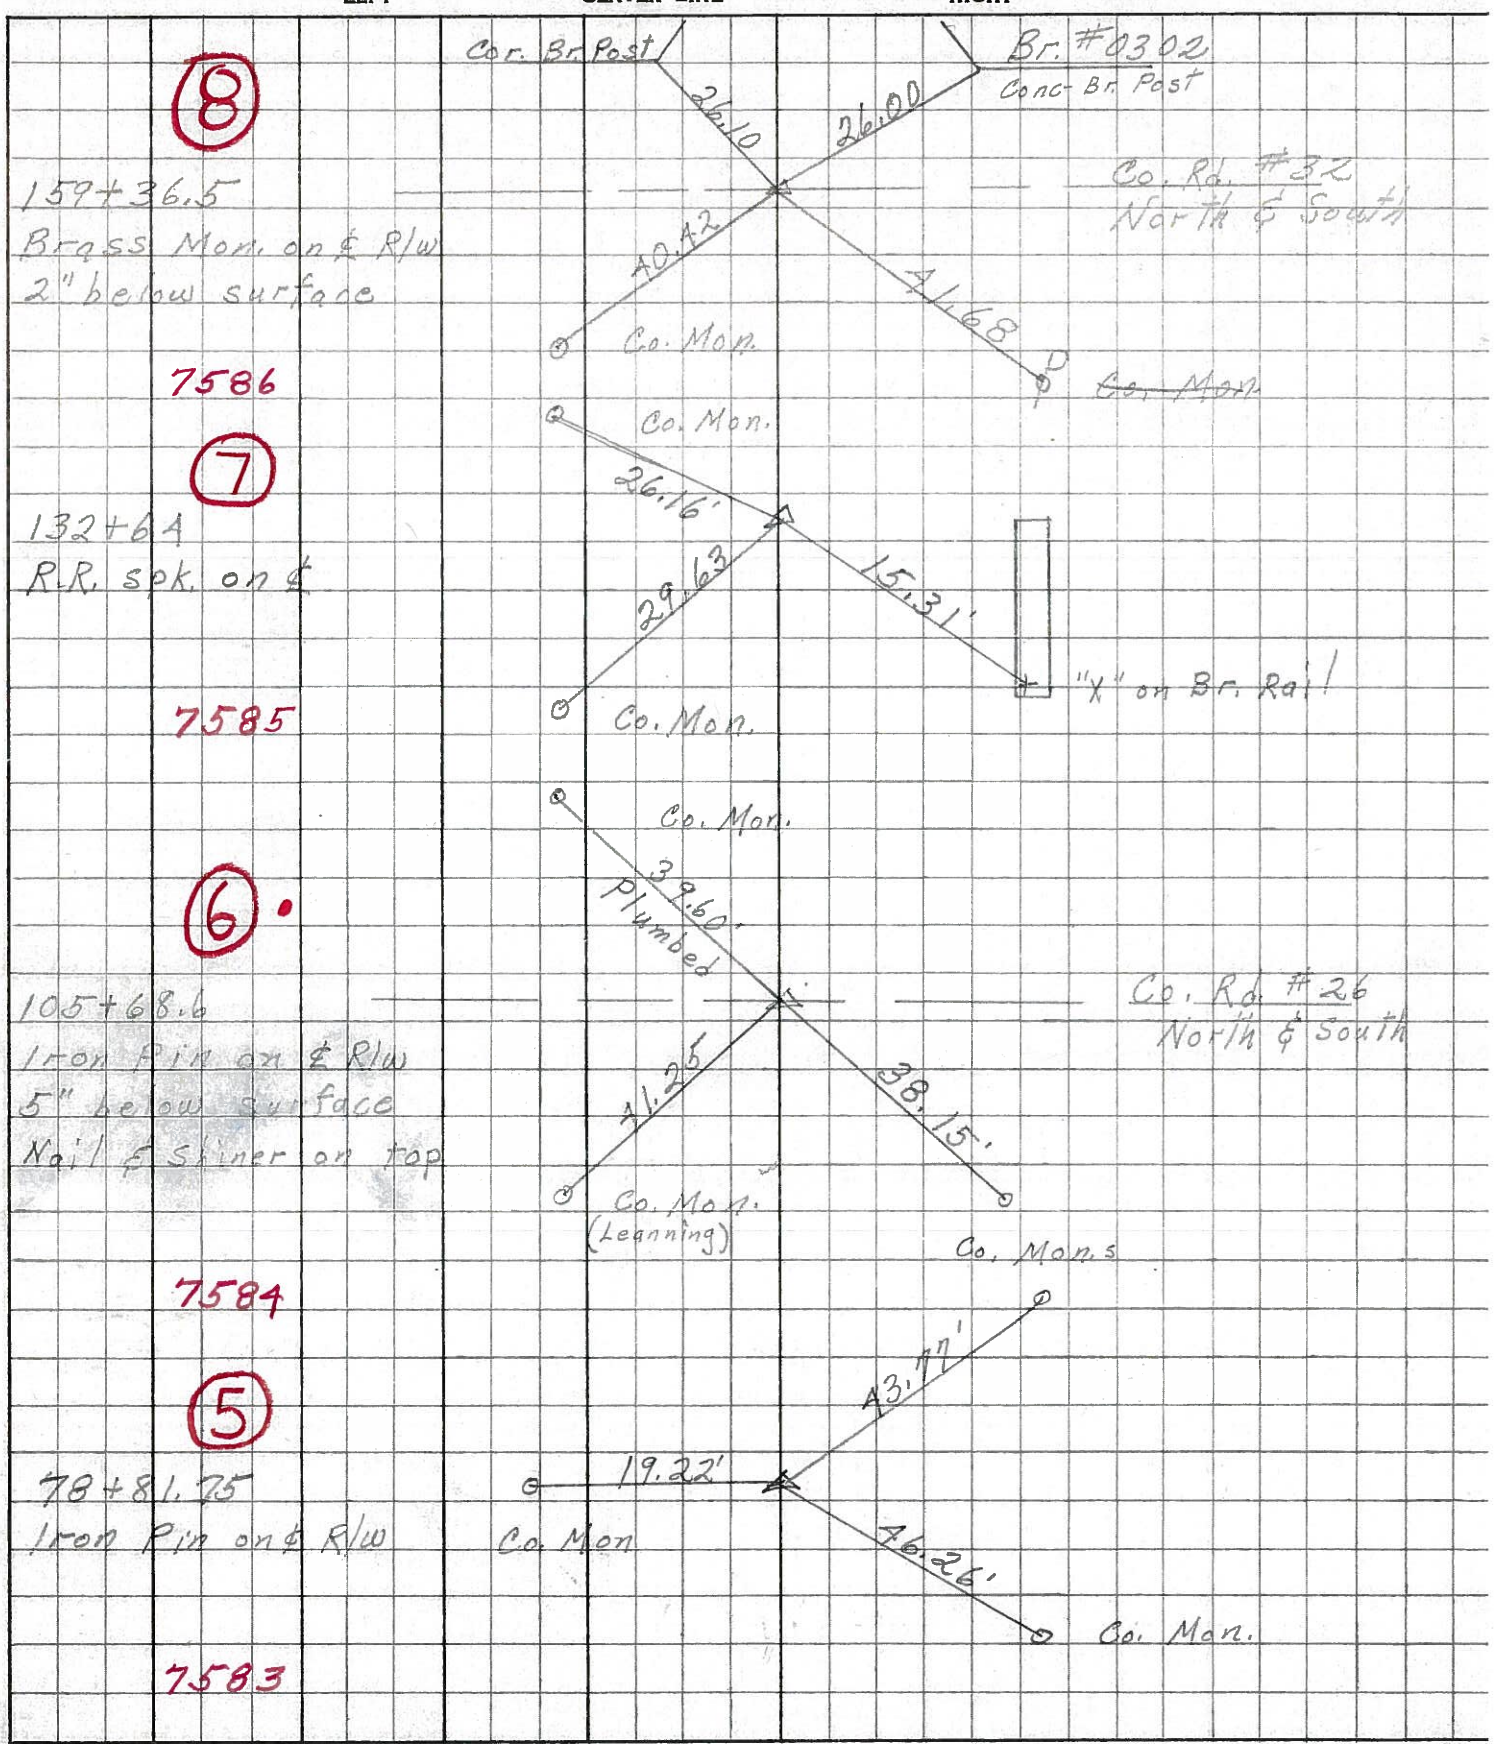 Cor. Br. Post
Br. #0302
Conc- Br. Post
8
26.10
26.00
159+36.5
Brass Mon. on ℄ R/W
2" below surface
Co. Rd. #32
North & South
40.42
41.68
Co. Mon.
7586
Co. Mon.
Co. Mon.
7
26.16'
132+64
R.R. spk. on ℄
29.63
15.31'
"X" on Br. Rail
7585
Co. Mon.
Co. Mon.
6
39.60'
Plumbed
105+68.6
Iron Pin on ℄ R/W
5" below surface
Nail & Shiner on top
Co. Rd. #26
North & South
41.25
38.15'
Co. Mon.
(Leanning)
Co. Mon.s
7584
5
43.77'
19.22'
78+81.75
Iron Pin on ℄ R/W
Co. Mon
46.26'
Co. Mon.
7583